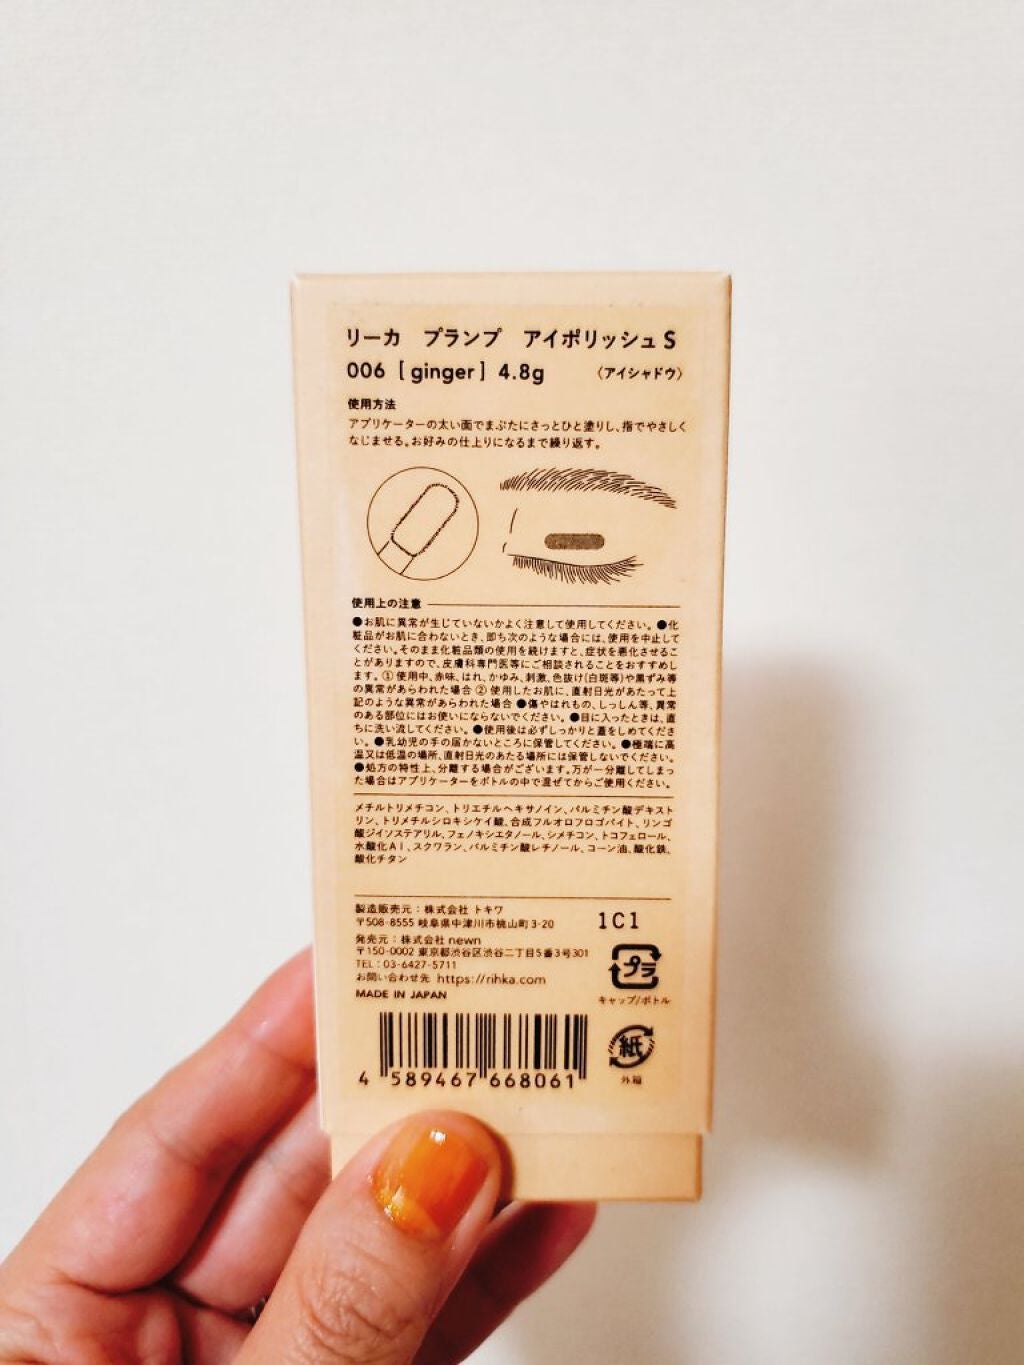 リーカ プランプ アイポリッシュ S
006 [ginger] 4.8g 〈アイシャドウ〉
使用方法
アプリケーターの太い面でまぶたにさっとひと塗りし、指でやさしく
なじませる。お好みの仕上りになるまで繰り返す。
使用上の注意
●お肌に異常が生じていないかよく注意して使用してください。●化
粧品がお肌に合わないとき、即ち次のような場合には、使用を中止して
ください。そのまま化粧品類の使用を続けますと、症状を悪化させるこ
とがありますので、皮膚科専門医等にご相談されることをおすすめし
ます。① 使用中、赤味、はれ、かゆみ、刺激、色抜け(白斑等)や黒ずみ等
の異常があらわれた場合 ② 使用したお肌に、直射日光があたって上
記のような異常があらわれた場合 ●傷やはれもの、しっしん等、異常
のある部位にはお使いにならないでください。●目に入ったときは、直
ちに洗い流してください。●使用後は必ずしっかりと蓋をしめてくださ
い。●乳幼児の手の届かないところに保管してください。●極端に高
温又は低温の場所、直射日光のあたる場所には保管しないでください。
●処方の特性上、分離する場合がございます。万が一分離してしまっ
た場合はアプリケーターをボトルの中で混ぜてからご使用ください。
メチルトリメチコン、トリエチルヘキサノイン、パルミチン酸デキスト
リン、トリメチルシロキシケイ酸、合成フルオロフロゴパイト、リンゴ
酸ジイソステアリル、フェノキシエタノール、シメチコン、トコフェロール、
水酸化Al、スクワラン、パルミチン酸レチノール、コーン油、酸化鉄、
酸化チタン
製造販売元：株式会社 トキワ
〒508-8555 岐阜県中津川市桃山町3-20
1C1
発売元：株式会社 newn
〒150-0002 東京都渋谷区渋谷二丁目5番3号301
TEL：03-6427-5711
お問い合わせ先 https://rihka.com
MADE IN JAPAN
プラ
キャップ/ボトル
紙
外箱
4 589467 668061